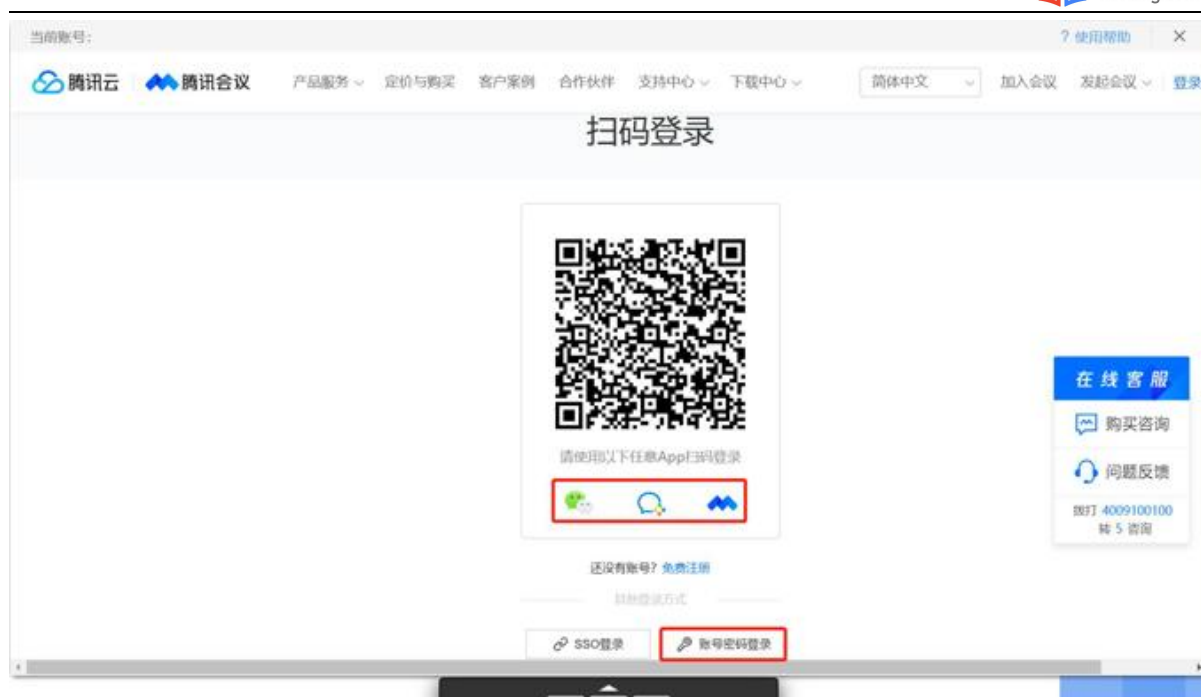 当前账号:
? 使用帮助
腾讯云 腾讯会议 产品服务 定价与购买 客户案例 合作伙伴 支持中心 下载中心 简体中文 加入会议 发起会议 登录
扫码登录
请使用以下任意App扫码登录
还没有账号? 免费注册
其他登录方式
SSO登录 账号密码登录
在线客服
购买咨询
问题反馈
拨打 4009100100
转 5 咨询